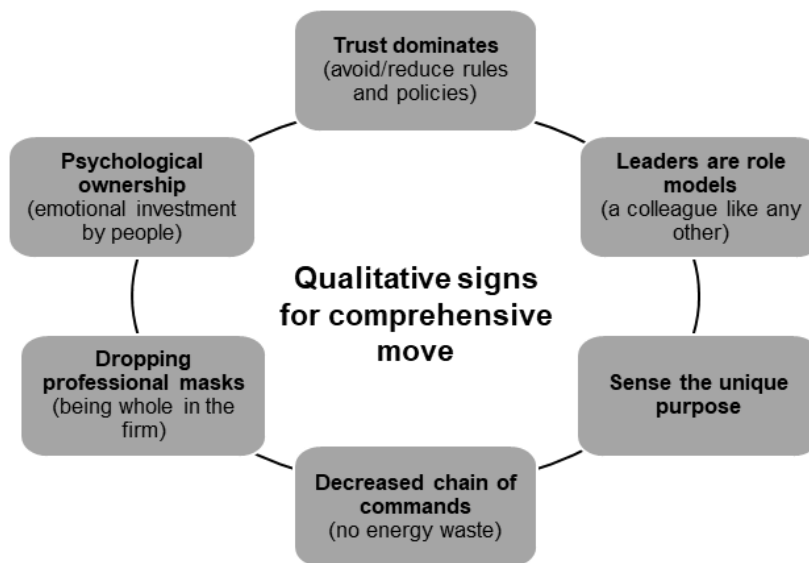 Trust dominates
(avoid/reduce rules
and policies)
Leaders are role
models
(a colleague like any
other)
Sense the unique
purpose
Decreased chain of
commands
(no energy waste)
Dropping
professional masks
(being whole in the
firm)
Psychological
ownership
(emotional investment
by people)
Qualitative signs
for comprehensive
move